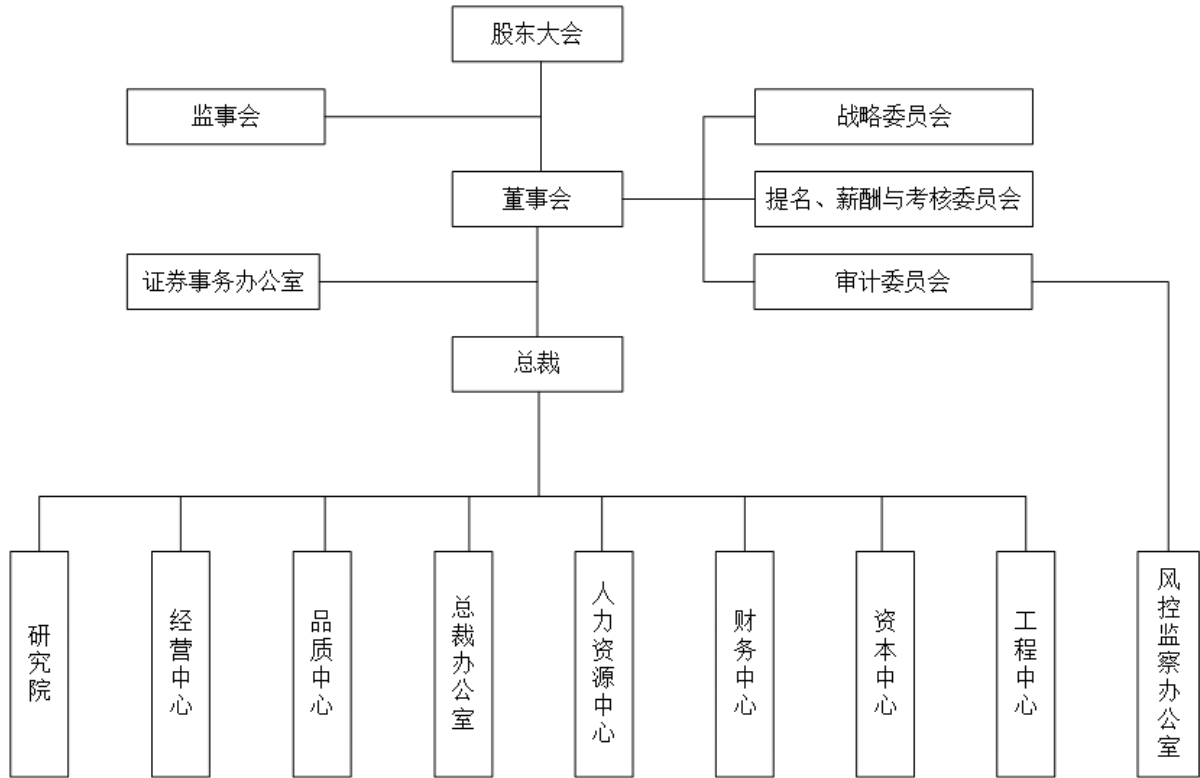 股东大会
监事会
战略委员会
董事会
提名、薪酬与考核委员会
证券事务办公室
审计委员会
总裁
研究院
经营中心
品质中心
总裁办公室
人力资源中心
财务中心
资本中心
工程中心
风控监察办公室